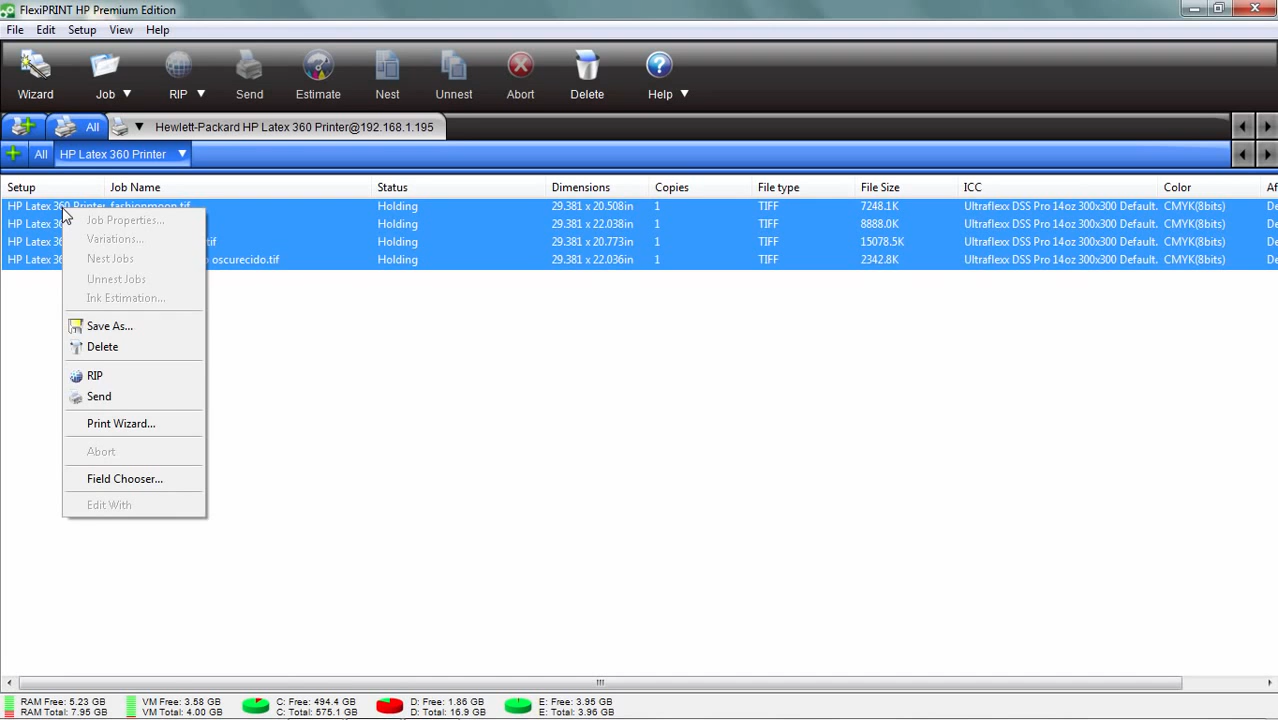 FlexiPRINT HP Premium Edition
File Edit Setup View Help
Wizard Job RIP Send Estimate Nest Unnest Abort Delete Help
All Hewlett-Packard HP Latex 360 Printer@192.168.1.195
All HP Latex 360 Printer
Setup Job Name Status Dimensions Copies File type File Size ICC Color
HP Latex 360 Printer fashionmoon.tif Holding 29.381 x 20.508in 1 TIFF 7248.1K Ultraflexx DSS Pro 14oz 300x300 Default. CMYK(8bits)
HP Latex Holding 29.381 x 22.038in 1 TIFF 8888.0K Ultraflexx DSS Pro 14oz 300x300 Default. CMYK(8bits)
HP Latex tif Holding 29.381 x 20.773in 1 TIFF 15078.5K Ultraflexx DSS Pro 14oz 300x300 Default. CMYK(8bits)
HP Latex oscurecido.tif Holding 29.381 x 22.036in 1 TIFF 2342.8K Ultraflexx DSS Pro 14oz 300x300 Default. CMYK(8bits)
Job Properties...
Variations...
Nest Jobs
Unnest Jobs
Ink Estimation...
Save As...
Delete
RIP
Send
Print Wizard...
Abort
Field Chooser...
Edit With
RAM Free: 5.23 GB VM Free: 3.58 GB C: Free: 494.4 GB D: Free: 1.86 GB E: Free: 3.95 GB
RAM Total: 7.95 GB VM Total: 4.00 GB C: Total: 575.1 GB D: Total: 16.9 GB E: Total: 3.96 GB